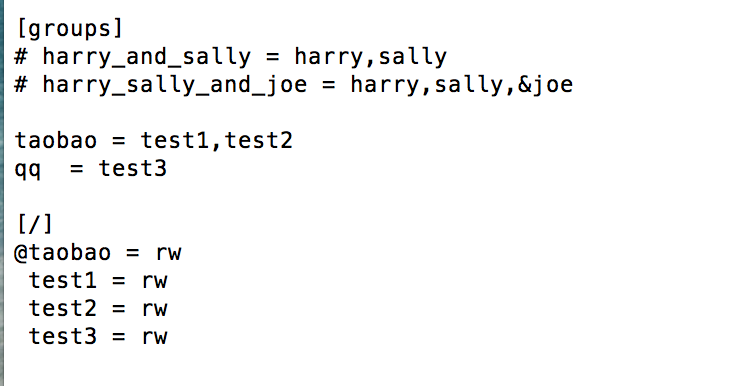 [groups]
# harry_and_sally = harry,sally
# harry_sally_and_joe = harry,sally,&joe
taobao = test1,test2
qq  = test3
[/]
@taobao = rw
 test1 = rw
 test2 = rw
 test3 = rw